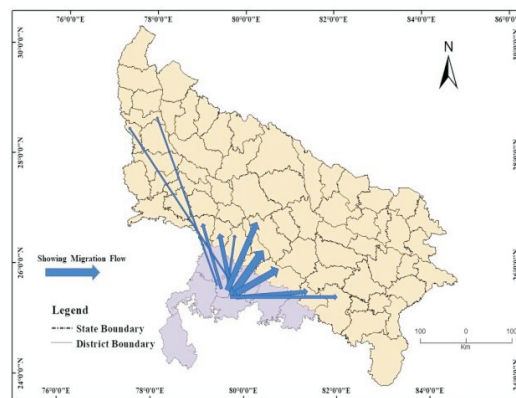 76°0'0"E 78°0'0"E 80°0'0"E 82°0'0"E 84°0'0"E 86°0'0"E
30°0'0"N
N
28°0'0"N
26°0'0"N
Showing Migration Flow
Legend
State Boundary
District Boundary
100 0 100
Km
24°0'0"N
76°0'0"E 78°0'0"E 80°0'0"E 82°0'0"E 84°0'0"E